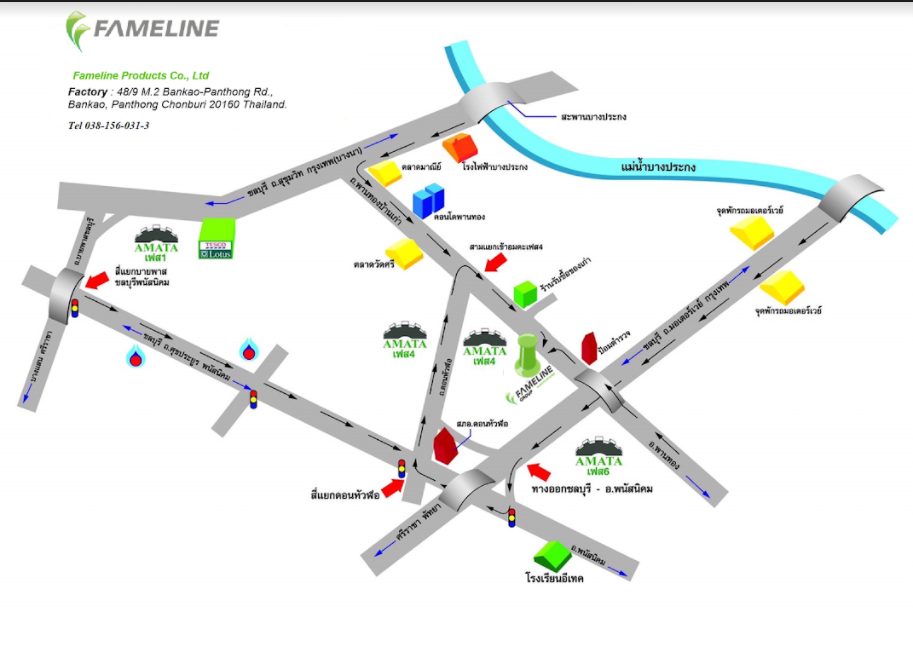 FAMELINE
Fameline Products Co., Ltd
Factory : 48/9 M.2 Bankao-Panthong Rd.,
Bankao, Panthong Chonburi 20160 Thailand.
Tel 038-156-031-3
สะพานบางประกง
แม่น้ำบางประกง
โรงไฟฟ้าบางประกง
ตลาดมาณีย์
ชลบุรี ถ.สุขุมวิท กรุงเทพ(บางนา)
ถ.พานทองบ้านเก่า
คอนโดพานทอง
จุดพักรถมอเตอร์เวย์
TESCO
Lotus
AMATA
เฟส1
ถ.บายพาสชลบุรี
สี่แยกบายพาส
ชลบุรีพนัสนิคม
ตลาดวัดศรี
สามแยกเข้าอมตะเฟส4
ร้านรับซื้อของเก่า
จุดพักรถมอเตอร์เวย์
ชลบุรี ถ.มอเตอร์เวย์ กรุงเทพ
ชลบุรี ถ.ศุขประยูร พนัสนิคม
บางแสน ศรีราชา
AMATA
เฟส4
AMATA
เฟส4
ป้อมตำรวจ
FAMELINE
GROUP
ถ.ดอนหัวฬ่อ
สภอ.ดอนหัวฬ่อ
AMATA
เฟส6
อ.พานทอง
ทางออกชลบุรี - อ.พนัสนิคม
สี่แยกดอนหัวฬ่อ
ศรีราชา พัทยา
อ.พนัสนิคม
โรงเรียนอีเทค